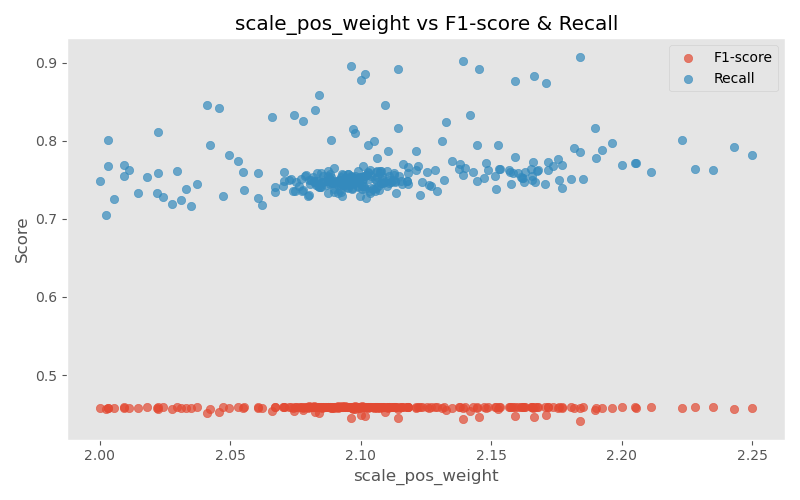 scale_pos_weight vs F1-score & Recall
F1-score
Recall
Score
0.9
0.8
0.7
0.6
0.5
2.00
2.05
2.10
2.15
2.20
2.25
scale_pos_weight